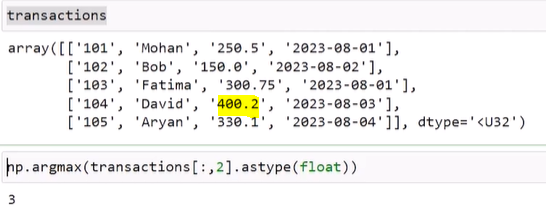 transactions
array([['101', 'Mohan', '250.5', '2023-08-01'],
['102', 'Bob', '150.0', '2023-08-02'],
['103', 'Fatima', '300.75', '2023-08-01'],
['104', 'David', '400.2', '2023-08-03'],
['105', 'Aryan', '330.1', '2023-08-04']], dtype='<U32')
np.argmax(transactions[:,2].astype(float))
3